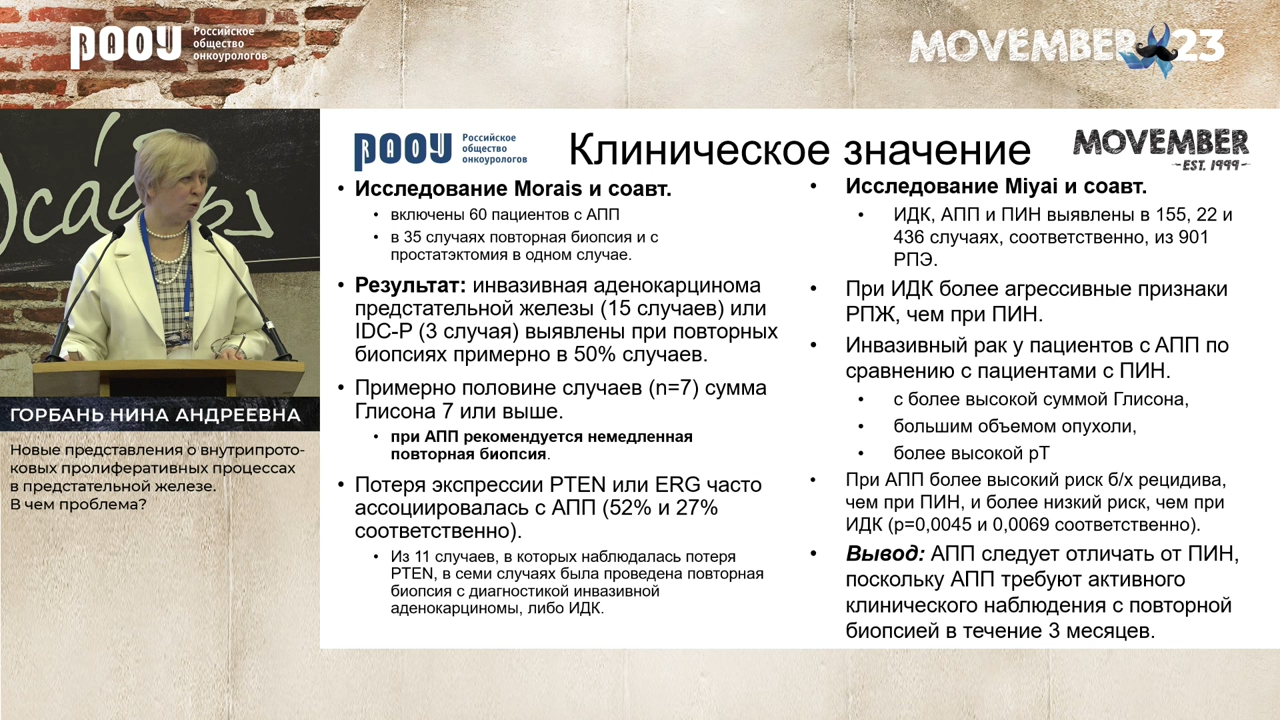 RAOU
Российское
общество
онкоурологов
MOVEMBER 23
ГОРБАНЬ НИНА АНДРЕЕВНА
Новые представления о внутрипрото-
ковых пролиферативных процессах
в предстательной железе.
В чем проблема?
RAOU
Российское
общество
онкоурологов
Клиническое значение
MOVEMBER
-EST. 1999-
• Исследование Morais и соавт.
• включены 60 пациентов с АПП
• в 35 случаях повторная биопсия и с
простатэктомия в одном случае.
• Результат: инвазивная аденокарцинома
предстательной железы (15 случаев) или
IDC-P (3 случая) выявлены при повторных
биопсиях примерно в 50% случаев.
• Примерно половине случаев (n=7) сумма
Глисона 7 или выше.
• при АПП рекомендуется немедленная
повторная биопсия.
• Потеря экспрессии PTEN или ERG часто
ассоциировалась с АПП (52% и 27%
соответственно).
• Из 11 случаев, в которых наблюдалась потеря
PTEN, в семи случаях была проведена повторная
биопсия с диагностикой инвазивной
аденокарциномы, либо ИДК.
• Исследование Miyai и соавт.
• ИДК, АПП и ПИН выявлены в 155, 22 и
436 случаях, соответственно, из 901
РПЭ.
• При ИДК более агрессивные признаки
РПЖ, чем при ПИН.
• Инвазивный рак у пациентов с АПП по
сравнению с пациентами с ПИН.
• с более высокой суммой Глисона,
• большим объемом опухоли,
• более высокой рТ
• При АПП более высокий риск б/х рецидива,
чем при ПИН, и более низкий риск, чем при
ИДК (p=0,0045 и 0,0069 соответственно).
• Вывод: АПП следует отличать от ПИН,
поскольку АПП требуют активного
клинического наблюдения с повторной
биопсией в течение 3 месяцев.